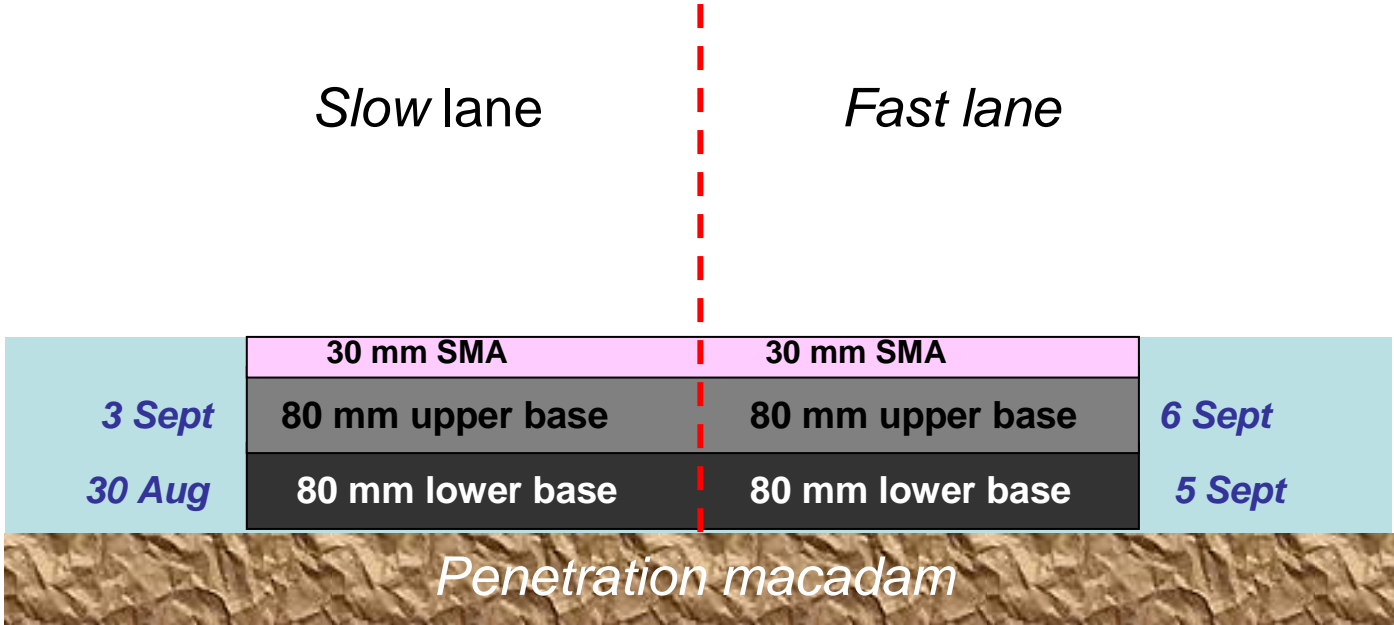 Slow lane Fast lane
30 mm SMA 30 mm SMA
3 Sept 80 mm upper base 80 mm upper base 6 Sept
30 Aug 80 mm lower base 80 mm lower base 5 Sept
Penetration macadam